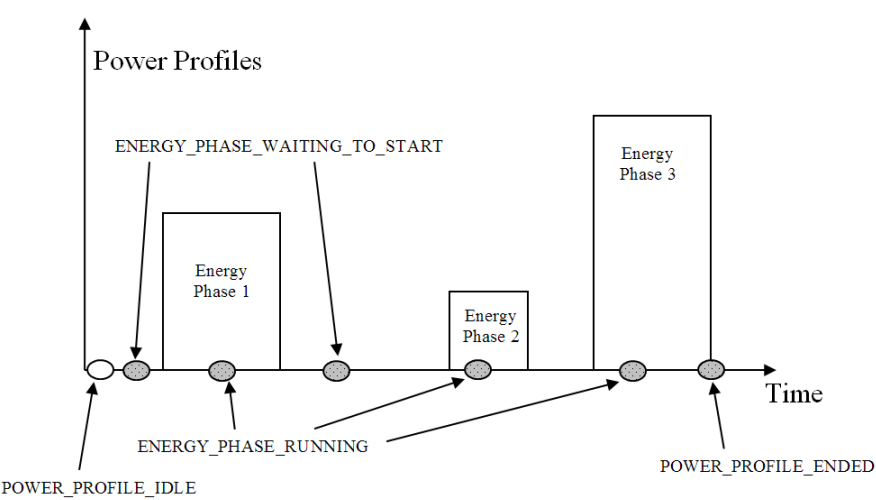 Power Profiles
ENERGY_PHASE_WAITING_TO_START
Energy
Phase 3
Energy
Phase 1
Energy
Phase 2
Time
ENERGY_PHASE_RUNNING
POWER_PROFILE_ENDED
POWER_PROFILE_IDLE